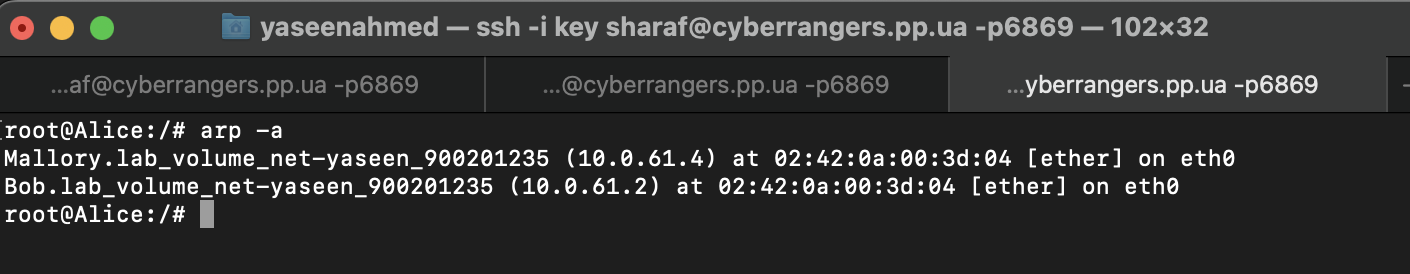 yaseenahmed — ssh -i key sharaf@cyberrangers.pp.ua -p6869 — 102×32
...af@cyberrangers.pp.ua -p6869
...@cyberrangers.pp.ua -p6869
...yberrangers.pp.ua -p6869
[root@Alice:/# arp -a
Mallory.lab_volume_net-yaseen_900201235 (10.0.61.4) at 02:42:0a:00:3d:04 [ether] on eth0
Bob.lab_volume_net-yaseen_900201235 (10.0.61.2) at 02:42:0a:00:3d:04 [ether] on eth0
root@Alice:/#